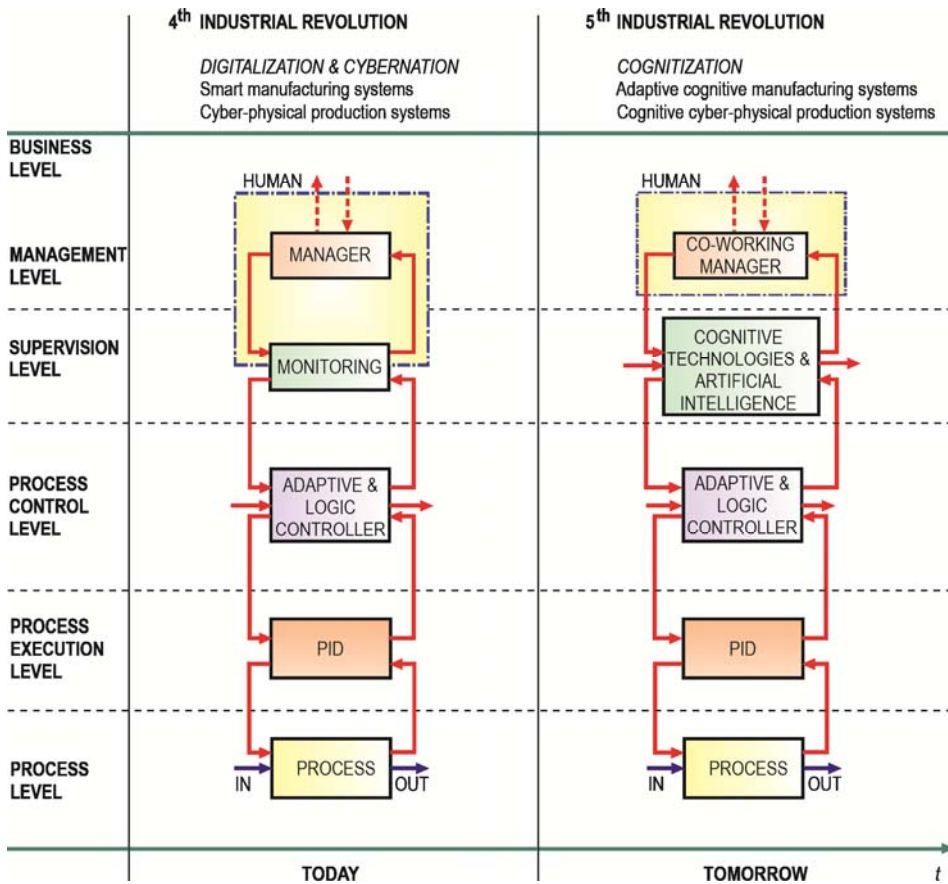 4th INDUSTRIAL REVOLUTION
DIGITALIZATION & CYBERNATION
Smart manufacturing systems
Cyber-physical production systems
5th INDUSTRIAL REVOLUTION
COGNITIZATION
Adaptive cognitive manufacturing systems
Cognitive cyber-physical production systems
BUSINESS
LEVEL
MANAGEMENT
LEVEL
SUPERVISION
LEVEL
PROCESS
CONTROL
LEVEL
PROCESS
EXECUTION
LEVEL
PROCESS
LEVEL
HUMAN
MANAGER
MONITORING
ADAPTIVE &
LOGIC
CONTROLLER
PID
PROCESS
IN
OUT
HUMAN
CO-WORKING
MANAGER
COGNITIVE
TECHNOLOGIES &
ARTIFICIAL
INTELLIGENCE
ADAPTIVE &
LOGIC
CONTROLLER
PID
PROCESS
IN
OUT
TODAY
TOMORROW
t